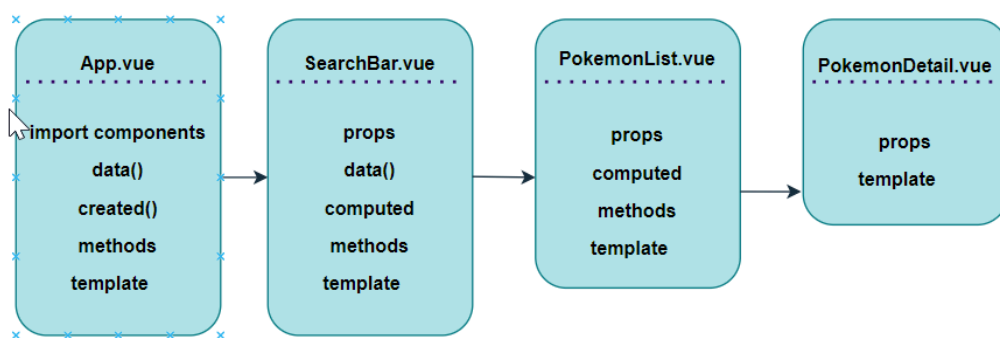 App.vue
import components
data()
created()
methods
template
SearchBar.vue
props
data()
computed
methods
template
PokemonList.vue
props
computed
methods
template
PokemonDetail.vue
props
template